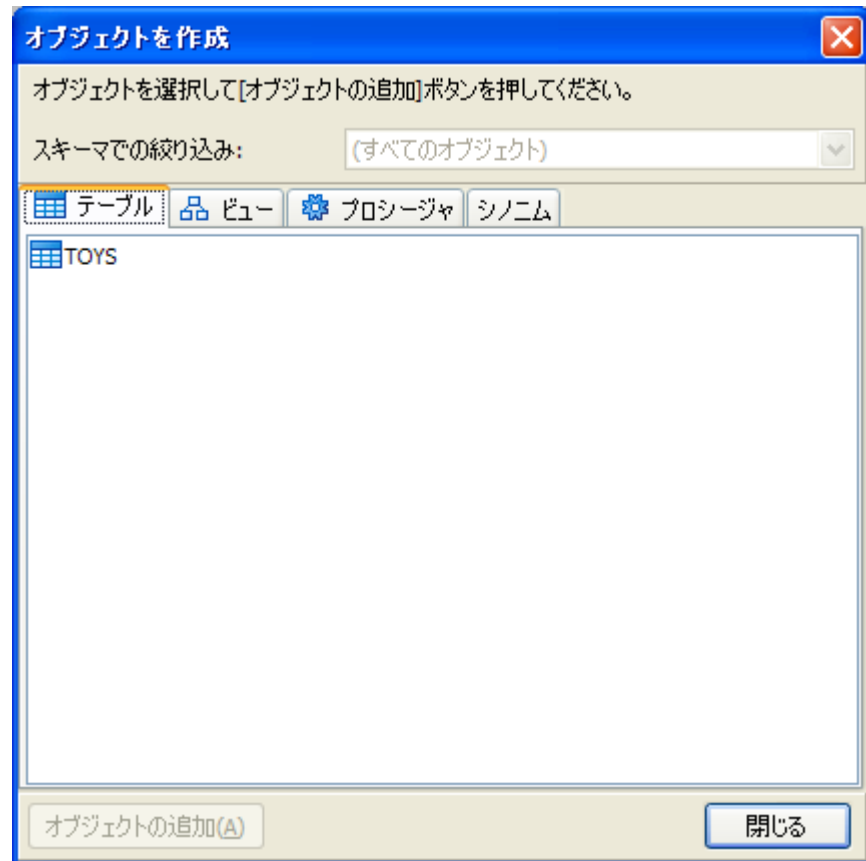 オブジェクトを作成
オブジェクトを選択して[オブジェクトの追加]ボタンを押してください。
スキーマでの絞り込み: (すべてのオブジェクト)
テーブル ビュー プロシージャ シノニム
TOYS
オブジェクトの追加(A) 閉じる